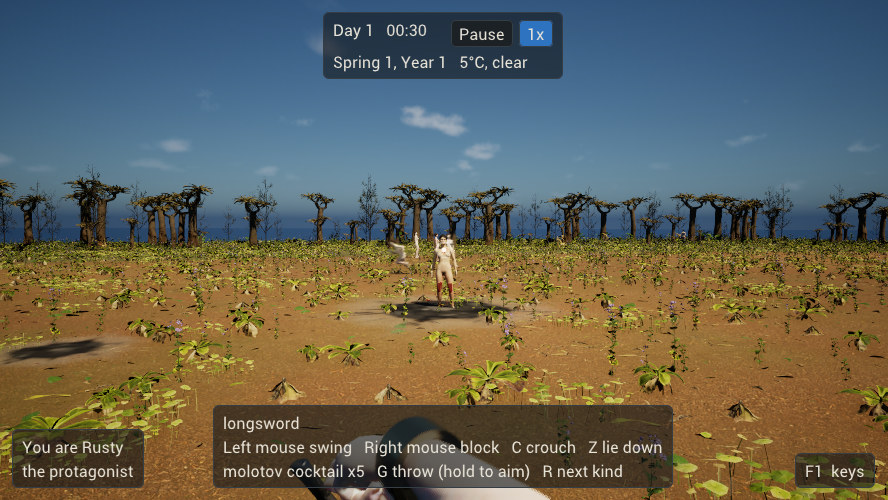 Day 1 00:30 Pause 1x
Spring 1, Year 1 5°C, clear
longsword
Left mouse swing Right mouse block C crouch Z lie down
molotov cocktail x5 G throw (hold to aim) R next kind
You are Rusty
the protagonist
F1 keys